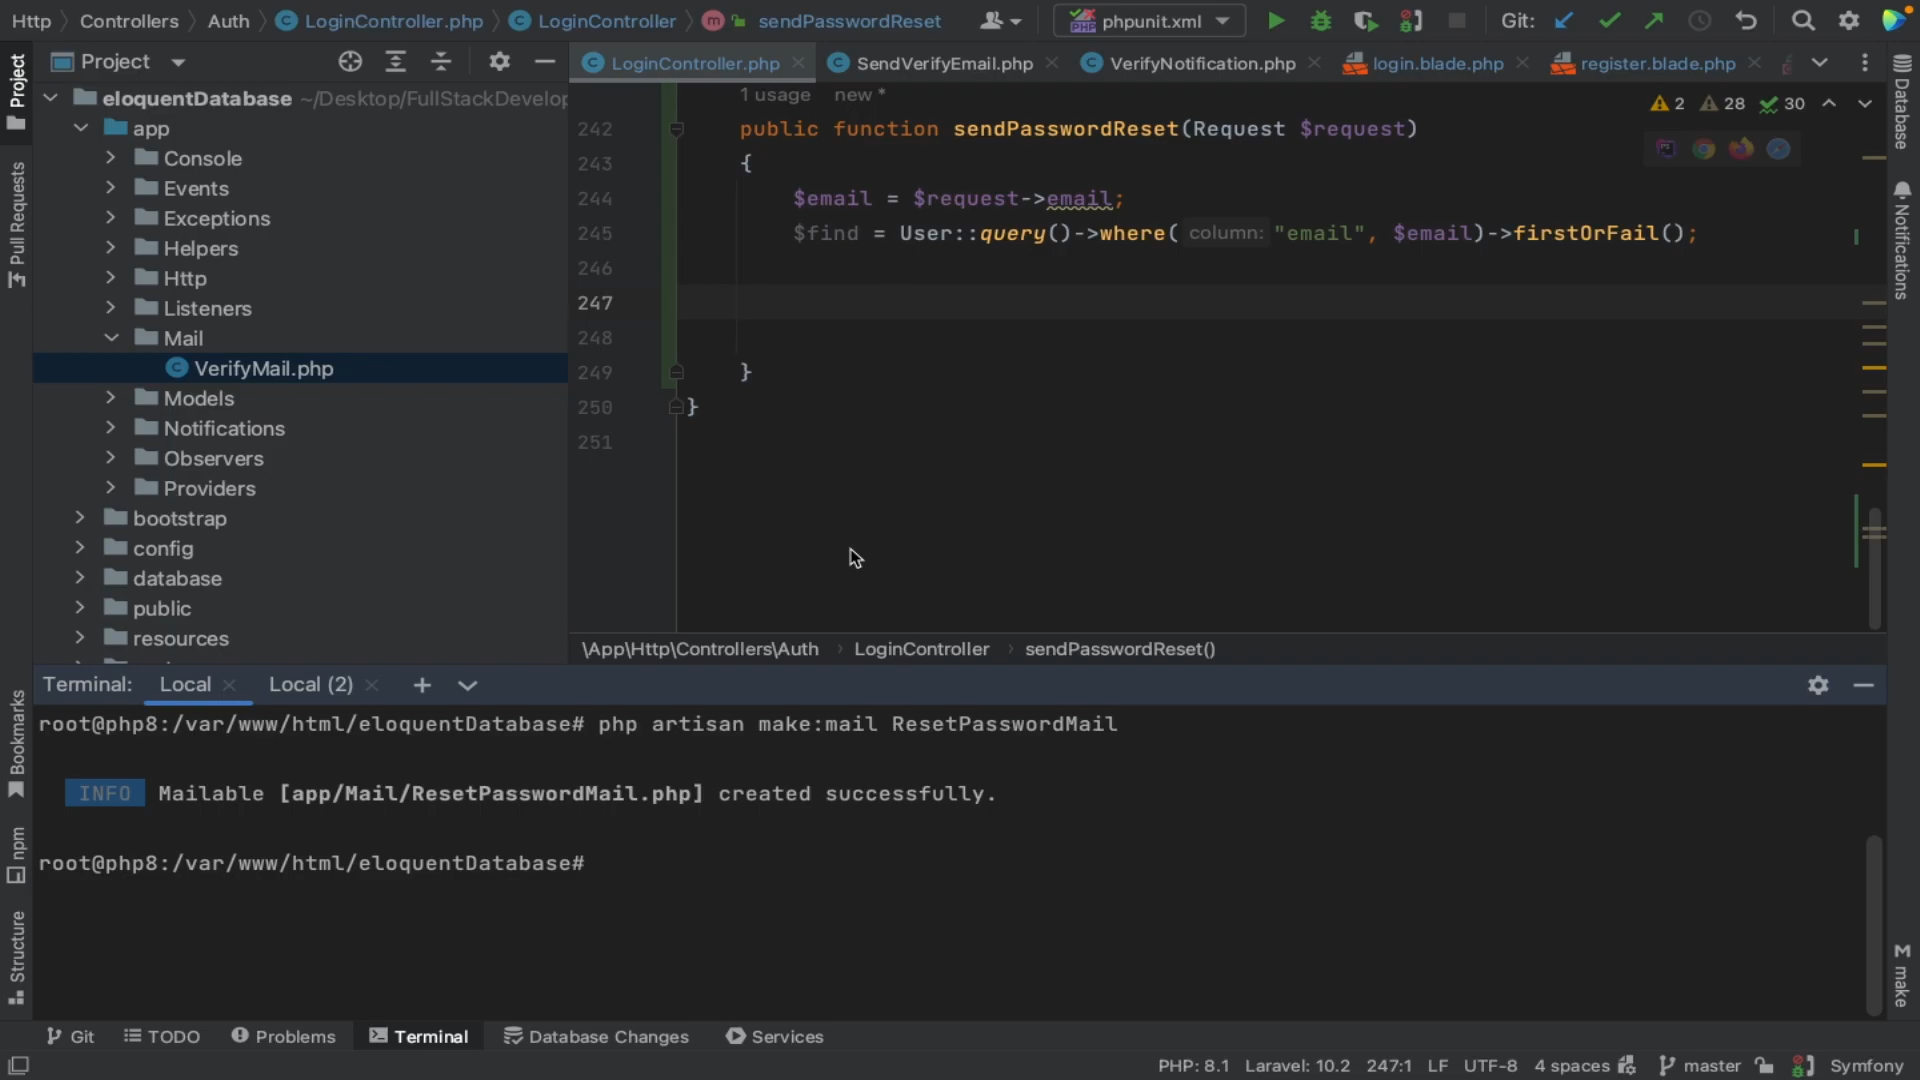 Http Controllers Auth LoginController.php LoginController sendPasswordReset phpunit.xml Git:
Project
LoginController.php SendVerifyEmail.php VerifyNotification.php login.blade.php register.blade.php
eloquentDatabase ~/Desktop/FullStackDevelop
app
Console
Events
Exceptions
Helpers
Http
Listeners
Mail
VerifyMail.php
Models
Notifications
Observers
Providers
bootstrap
config
database
public
resources
1 usage new *
2 28 30
242 public function sendPasswordReset(Request $request)
243 {
244 $email = $request->email;
245 $find = User::query()->where( column: "email", $email)->firstOrFail();
246
247
248
249 }
250 }
251
\App\Http\Controllers\Auth LoginController sendPasswordReset()
Terminal: Local Local (2)
root@php8:/var/www/html/eloquentDatabase# php artisan make:mail ResetPasswordMail
INFO Mailable [app/Mail/ResetPasswordMail.php] created successfully.
root@php8:/var/www/html/eloquentDatabase#
Project
Pull Requests
Bookmarks
npm
Structure
Database
Notifications
make
Git TODO Problems Terminal Database Changes Services
PHP: 8.1 Laravel: 10.2 247:1 LF UTF-8 4 spaces master Symfony